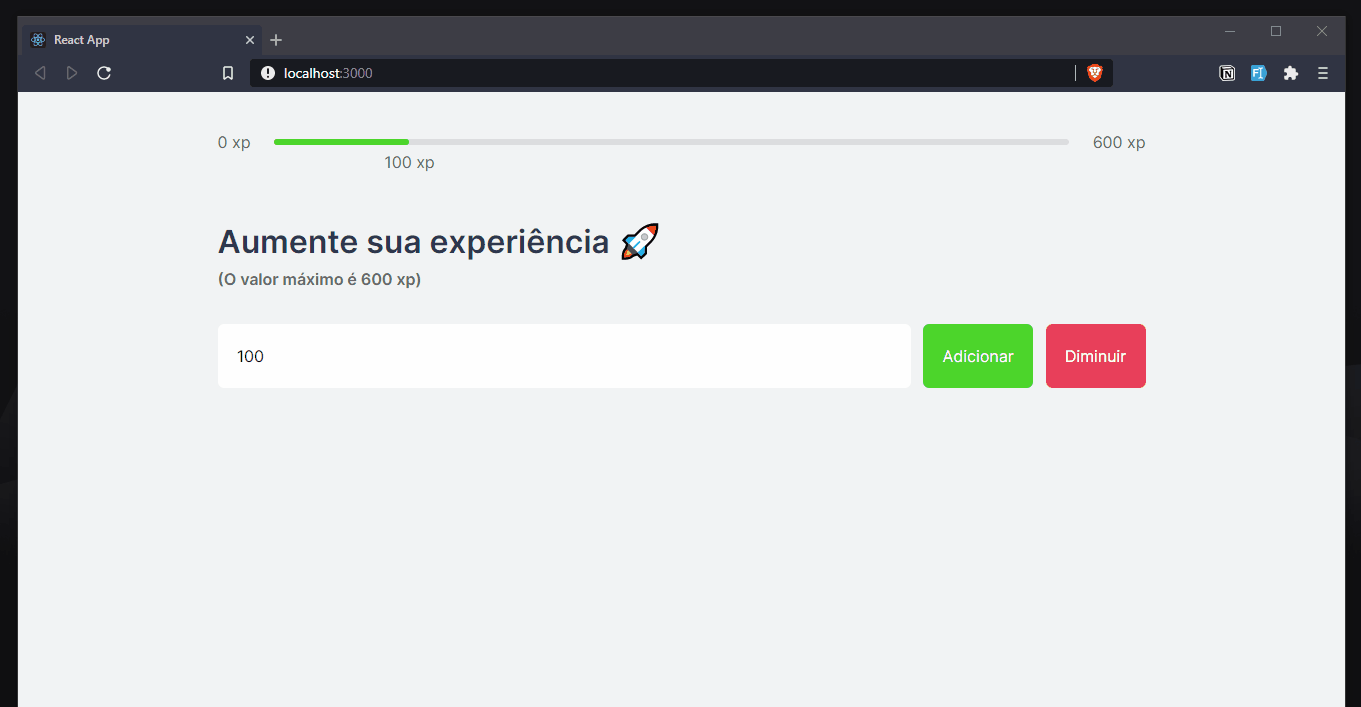 React App
localhost:3000
0 xp
600 xp
100 xp
Aumente sua experiência 🚀
(O valor máximo é 600 xp)
100
Adicionar
Diminuir